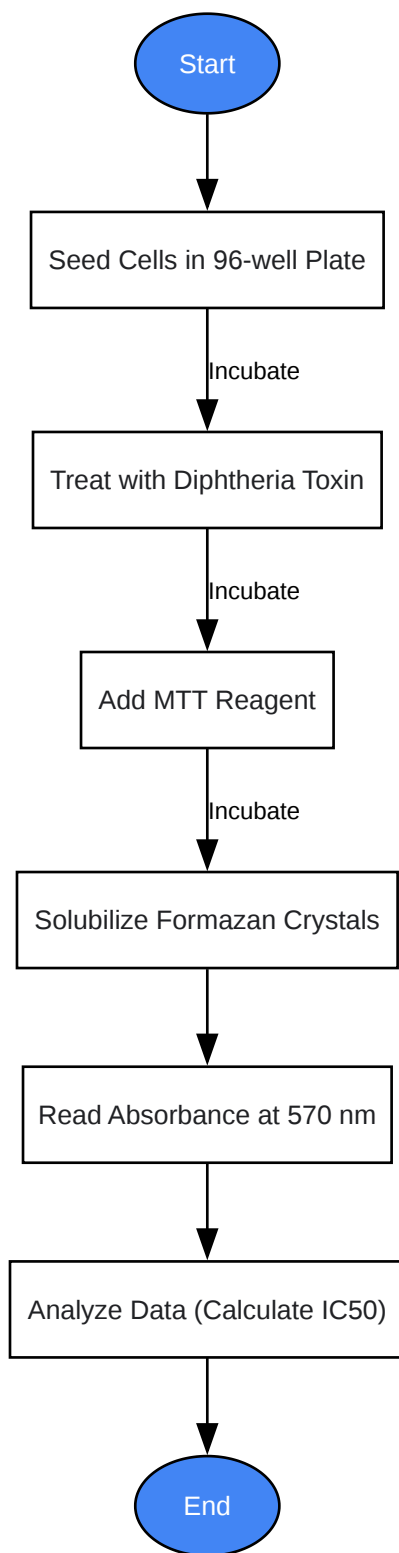 Start
Seed Cells in 96-well Plate
Incubate
Treat with Diphtheria Toxin
Incubate
Add MTT Reagent
Incubate
Solubilize Formazan Crystals
Read Absorbance at 570 nm
Analyze Data (Calculate IC50)
End